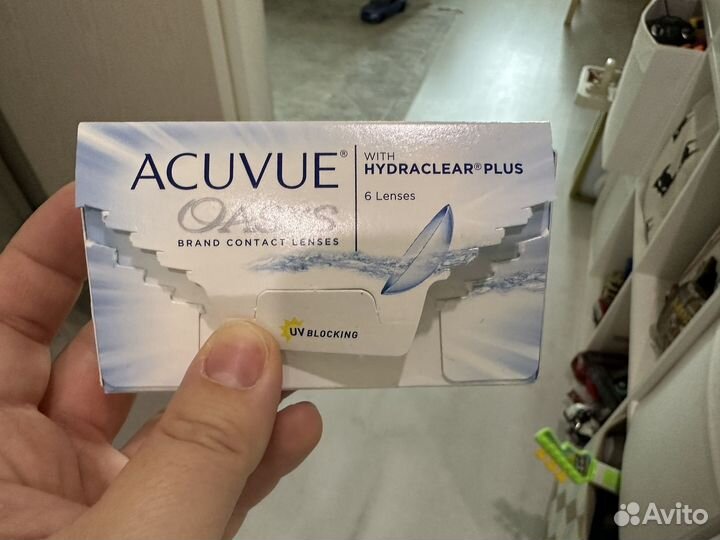 ACUVUE®
OASYS
BRAND CONTACT LENSES
WITH
HYDRACLEAR® PLUS
6 Lenses
UV BLOCKING
Avito